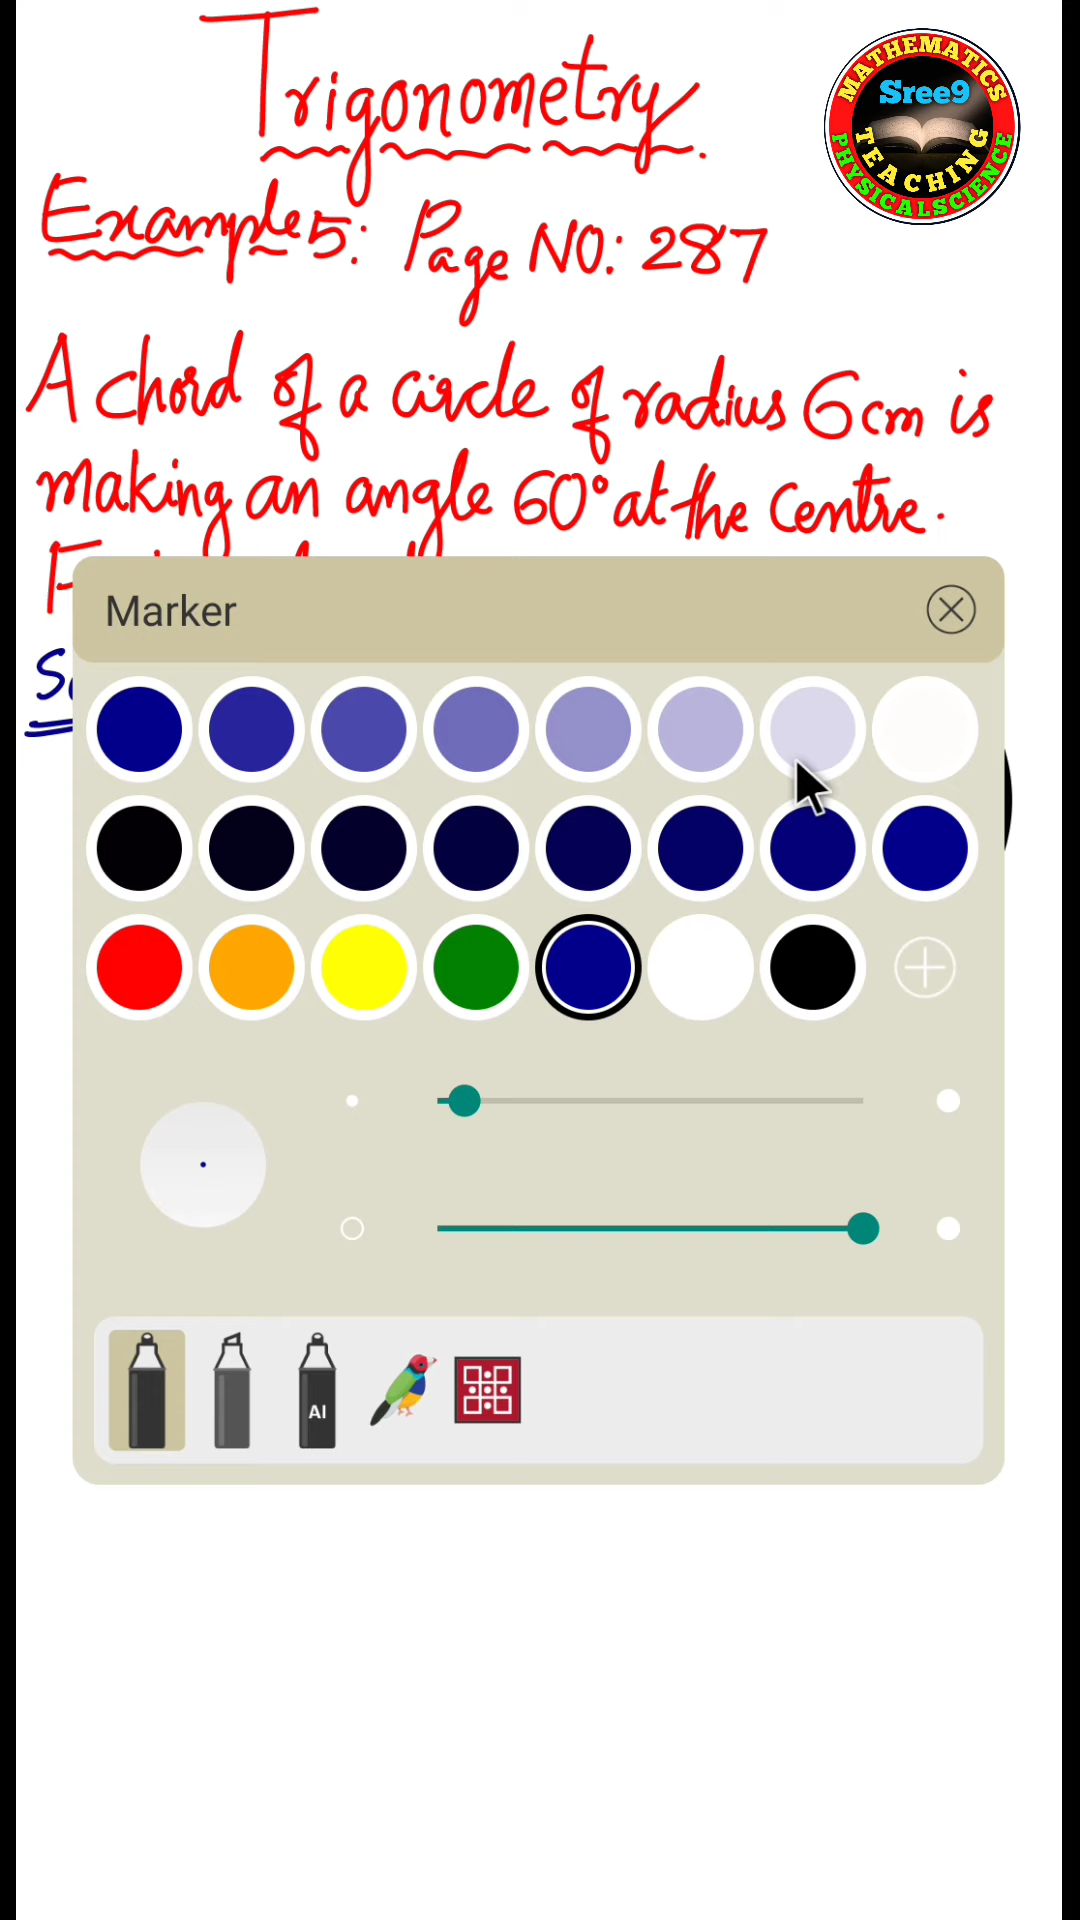 Trigonometry.
MATHEMATICS
Sree9
TEACHING
PHYSICALSCIENCE
Example 5: Page NO: 287
A chord of a circle of radius 6cm is
making an angle 60° at the Centre.
Marker
AI